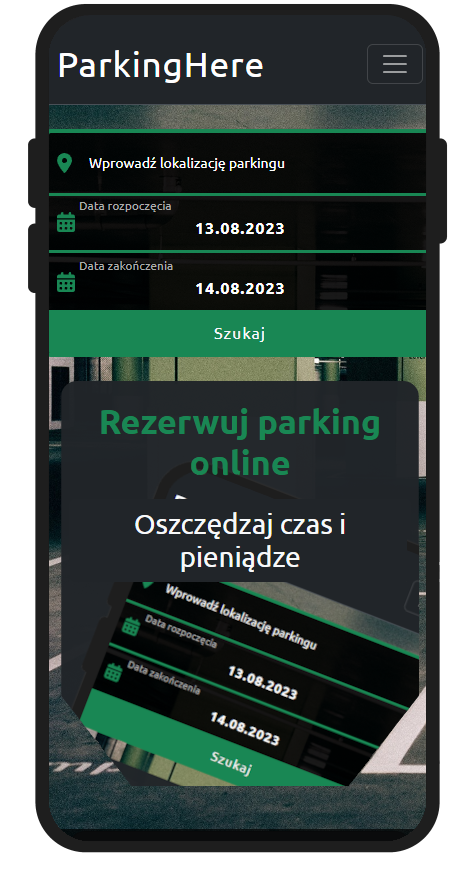 ParkingHere
Wprowadź lokalizację parkingu
Data rozpoczęcia
13.08.2023
Data zakończenia
14.08.2023
Szukaj
Rezerwuj parking
online
Oszczędzaj czas i
pieniądze
Wprowadź lokalizację parkingu
Data rozpoczęcia
13.08.2023
Data zakończenia
14.08.2023
Szukaj